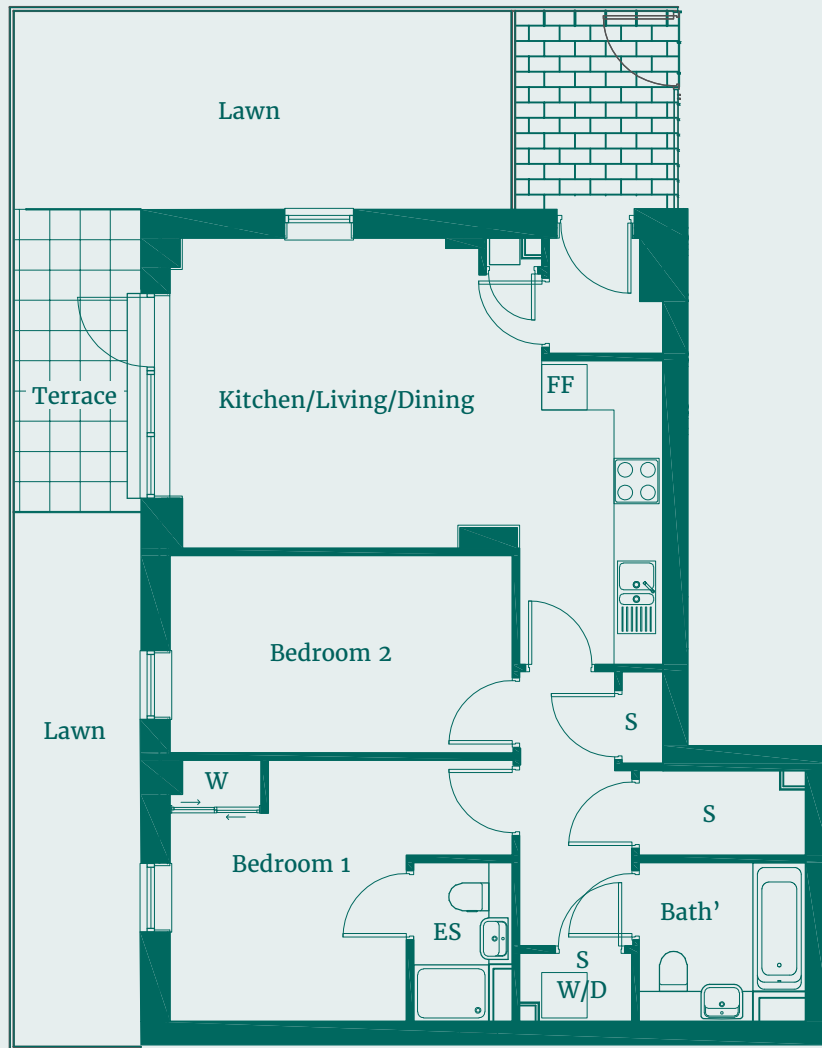 Lawn
Terrace
Kitchen/Living/Dining
FF
Bedroom 2
Lawn
S
W
S
Bedroom 1
Bath’
ES
S
W/D